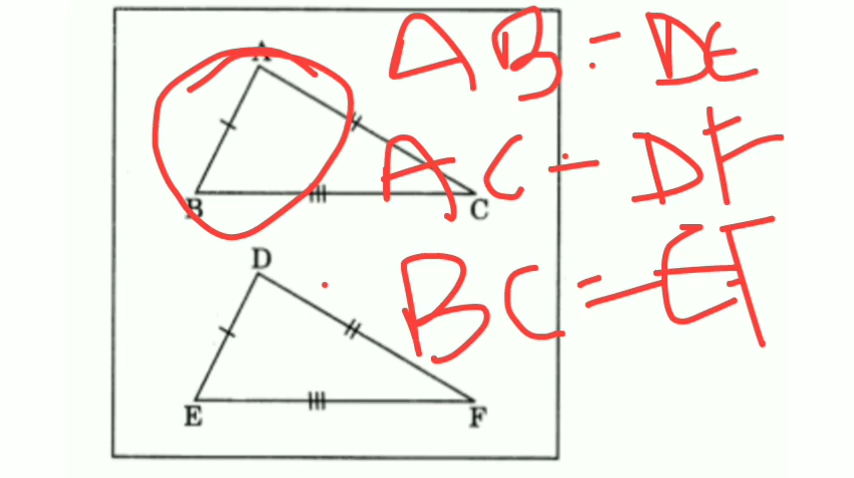 A
AB = DE
AC = DF
B
C
D
BC = EF
E
F